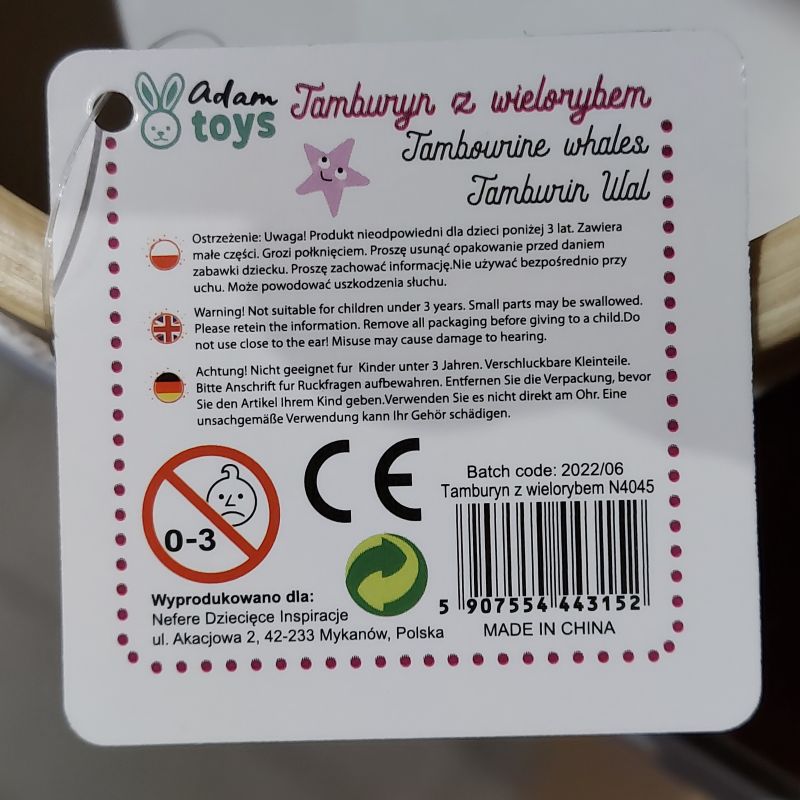 Adam
toys
Tamburyn z wielorybem
Tambourine whales
Tamburin Wal
Ostrzeżenie: Uwaga! Produkt nieodpowiedni dla dzieci poniżej 3 lat. Zawiera
małe części. Grozi połknięciem. Proszę usunąć opakowanie przed daniem
zabawki dziecku. Proszę zachować informację.Nie używać bezpośrednio przy
uchu. Może powodować uszkodzenia słuchu.
Warning! Not suitable for children under 3 years. Small parts may be swallowed.
Please retein the information. Remove all packaging before giving to a child.Do
not use close to the ear! Misuse may cause damage to hearing.
Achtung! Nicht geeignet fur Kinder unter 3 Jahren. Verschluckbare Kleinteile.
Bitte Anschrift fur Ruckfragen aufbewahren. Entfernen Sie die Verpackung, bevor
Sie den Artikel Ihrem Kind geben.Verwenden Sie es nicht direkt am Ohr. Eine
unsachgemäße Verwendung kann Ihr Gehör schädigen.
0-3
CE
Batch code: 2022/06
Tamburyn z wielorybem N4045
5 907554 443152
MADE IN CHINA
Wyprodukowano dla:
Nefere Dziecięce Inspiracje
ul. Akacjowa 2, 42-233 Mykanów, Polska